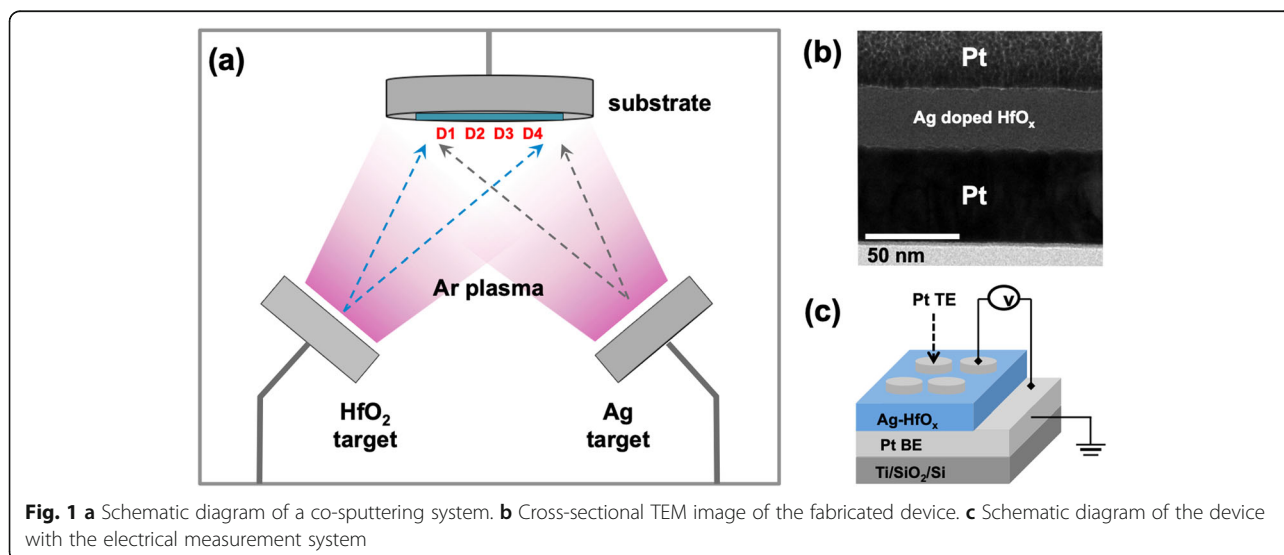 (a)
substrate
D1 D2 D3 D4
Ar plasma
HfO₂
target
Ag
target
(b)
Pt
Ag doped HfOₓ
Pt
50 nm
(c)
Pt TE
v
Ag-HfOₓ
Pt BE
Ti/SiO₂/Si
Fig. 1 a Schematic diagram of a co-sputtering system. b Cross-sectional TEM image of the fabricated device. c Schematic diagram of the device
with the electrical measurement system